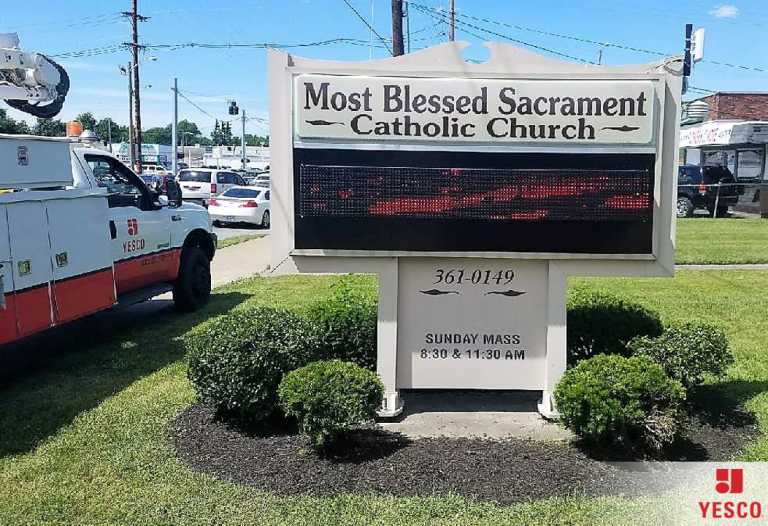 Most Blessed Sacrament
Catholic Church
361-0149
SUNDAY MASS
8:30 & 11:30 AM
YESCO
YESCO